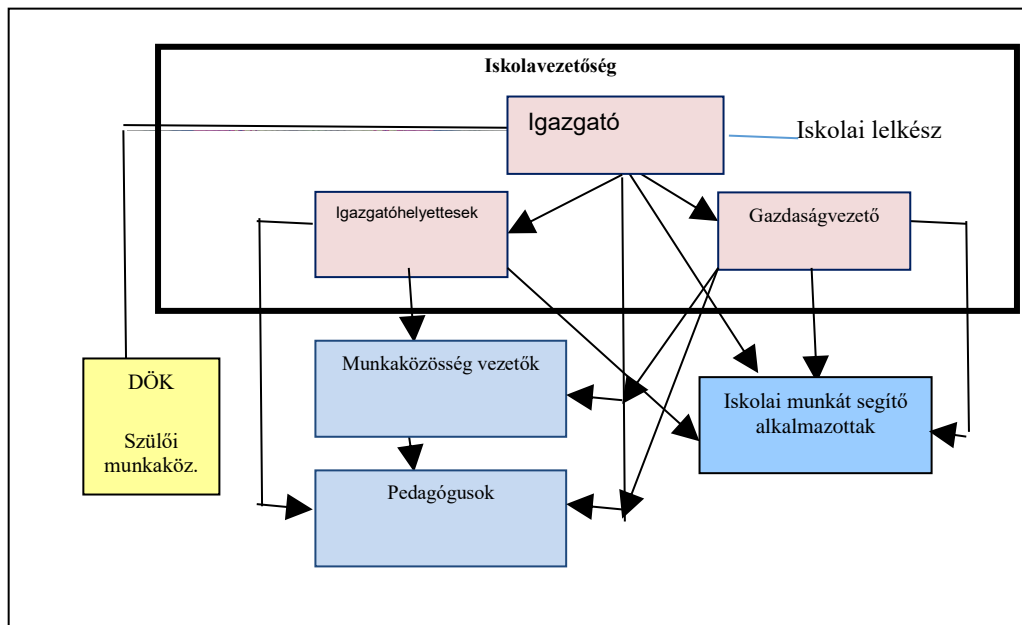 Iskolavezetőség
Igazgató
Iskolai lelkész
Igazgatóhelyettesek
Gazdaságvezető
Munkaközösség vezetők
DÖK
Szülői
munkaköz.
Iskolai munkát segítő
alkalmazottak
Pedagógusok